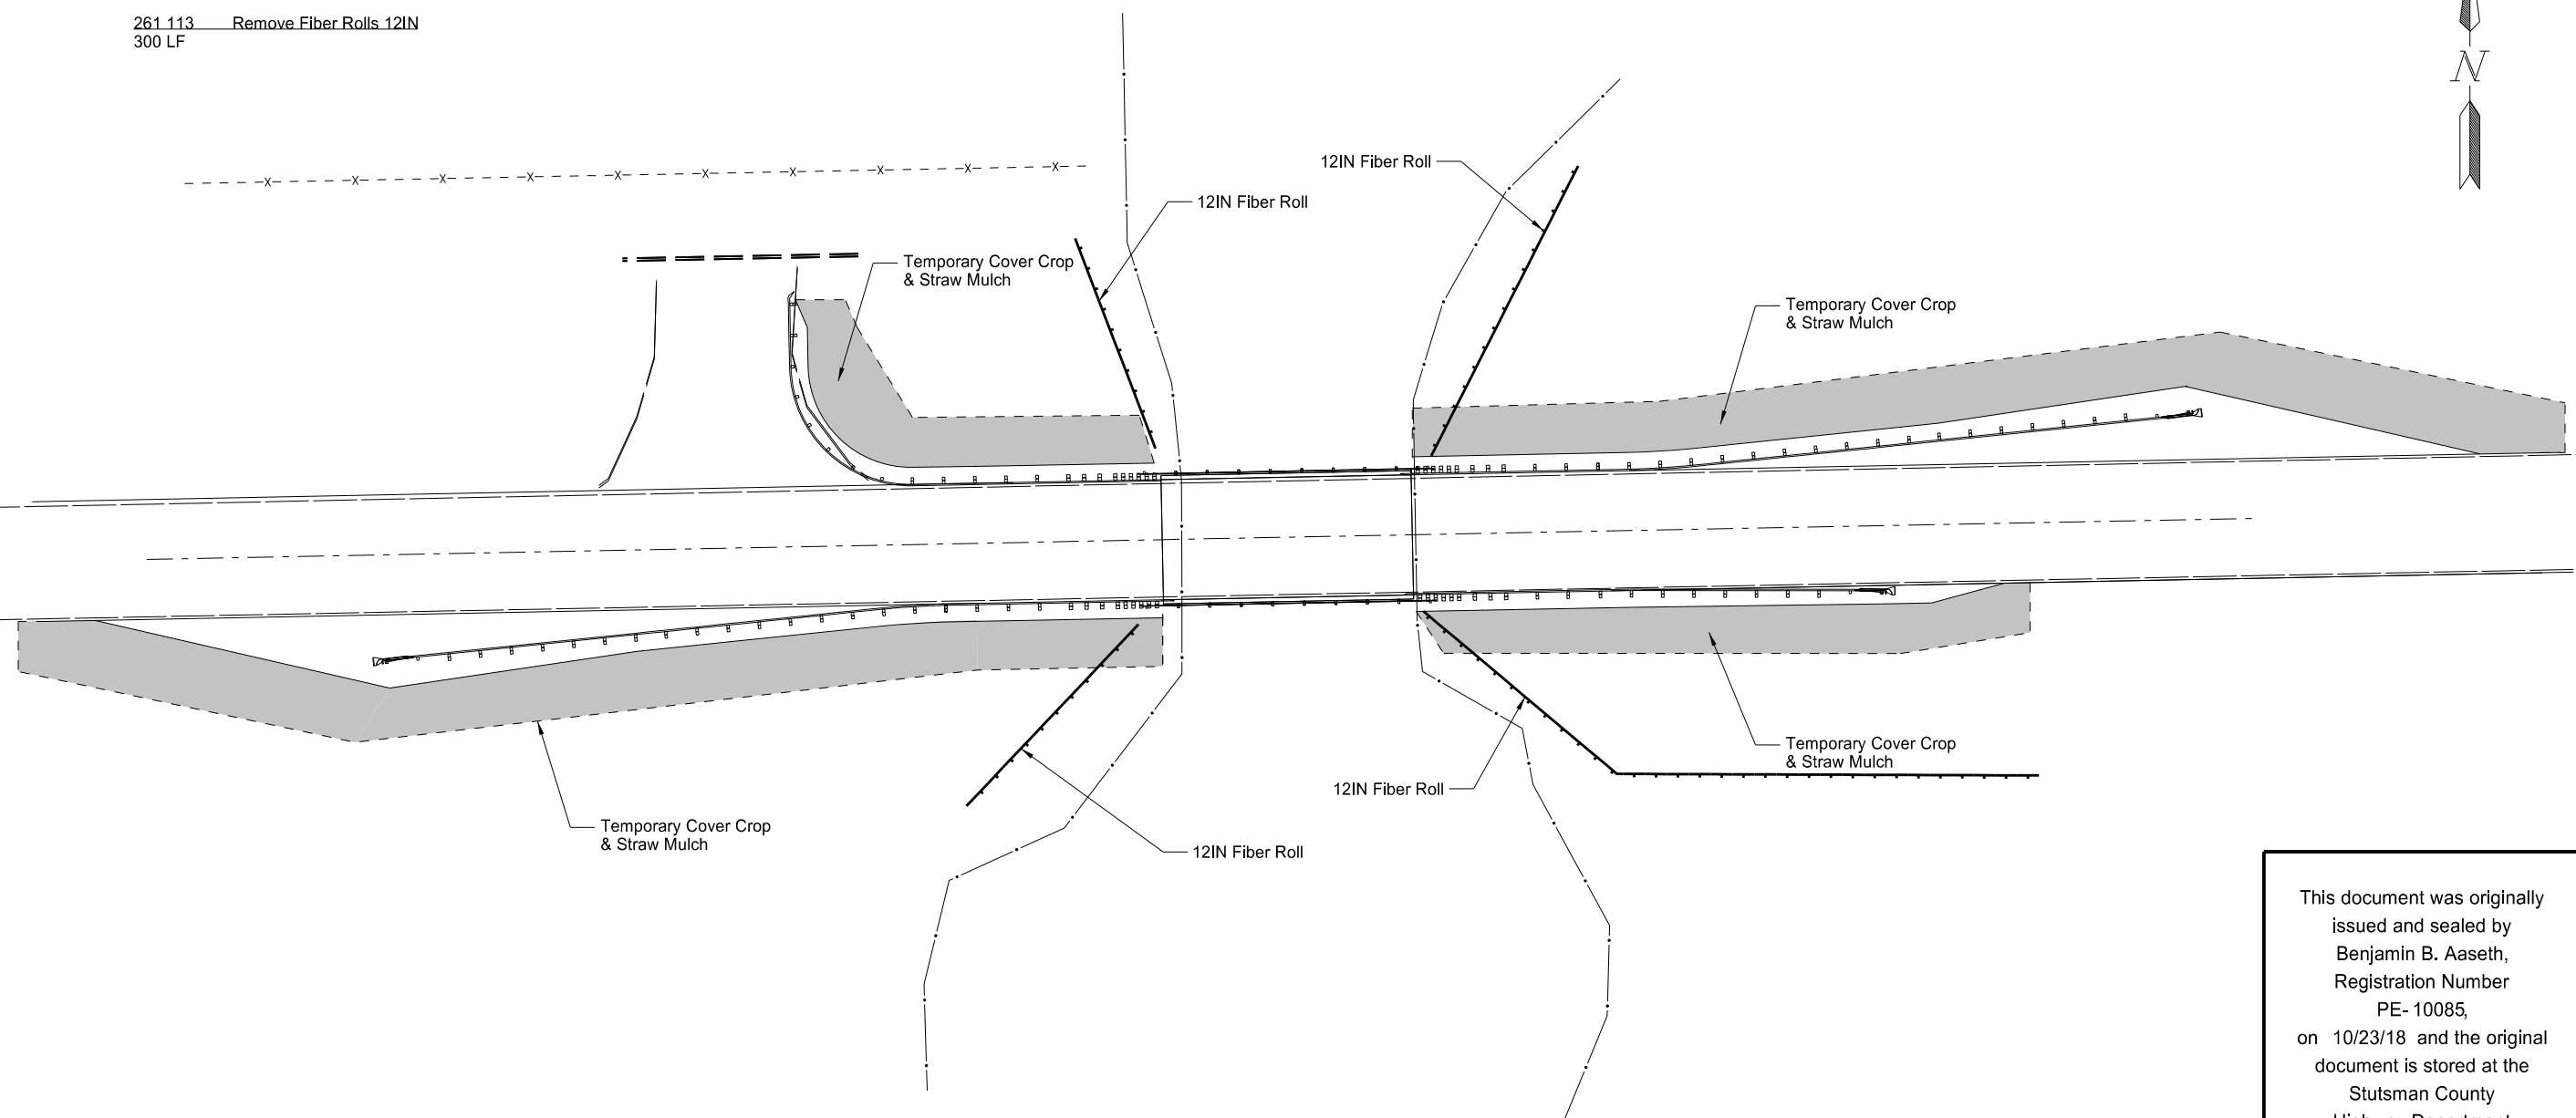 261 113 Remove Fiber Rolls 12IN
300 LF
N
12IN Fiber Roll
12IN Fiber Roll
Temporary Cover Crop
& Straw Mulch
Temporary Cover Crop
& Straw Mulch
Temporary Cover Crop
& Straw Mulch
12IN Fiber Roll
Temporary Cover Crop
& Straw Mulch
12IN Fiber Roll
This document was originally
issued and sealed by
Benjamin B. Aaseth,
Registration Number
PE- 10085,
on 10/23/18 and the original
document is stored at the
Stutsman County
Highway Department